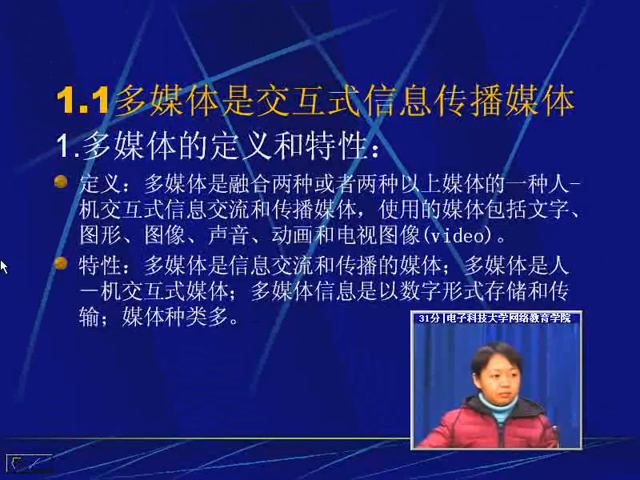 1.1多媒体是交互式信息传播媒体
1.多媒体的定义和特性：
定义：多媒体是融合两种或者两种以上媒体的一种人-
机交互式信息交流和传播媒体，使用的媒体包括文字、
图形、图像、声音、动画和电视图像(video)。
特性：多媒体是信息交流和传播的媒体；多媒体是人
－机交互式媒体；多媒体信息是以数字形式存储和传
输；媒体种类多。
31分|电子科技大学网络教育学院